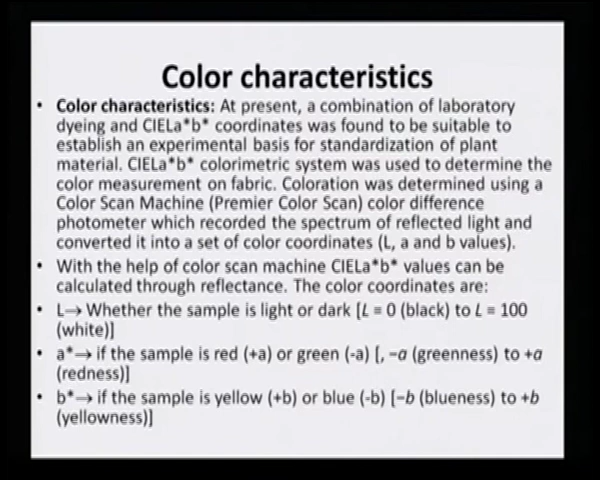 Color characteristics
• Color characteristics: At present, a combination of laboratory
dyeing and CIELa*b* coordinates was found to be suitable to
establish an experimental basis for standardization of plant
material. CIELa*b* colorimetric system was used to determine the
color measurement on fabric. Coloration was determined using a
Color Scan Machine (Premier Color Scan) color difference
photometer which recorded the spectrum of reflected light and
converted it into a set of color coordinates (L, a and b values).
• With the help of color scan machine CIELa*b* values can be
calculated through reflectance. The color coordinates are:
• L→ Whether the sample is light or dark [L = 0 (black) to L = 100
(white)]
• a*→ if the sample is red (+a) or green (-a) [, −a (greenness) to +a
(redness)]
• b*→ if the sample is yellow (+b) or blue (-b) [−b (blueness) to +b
(yellowness)]